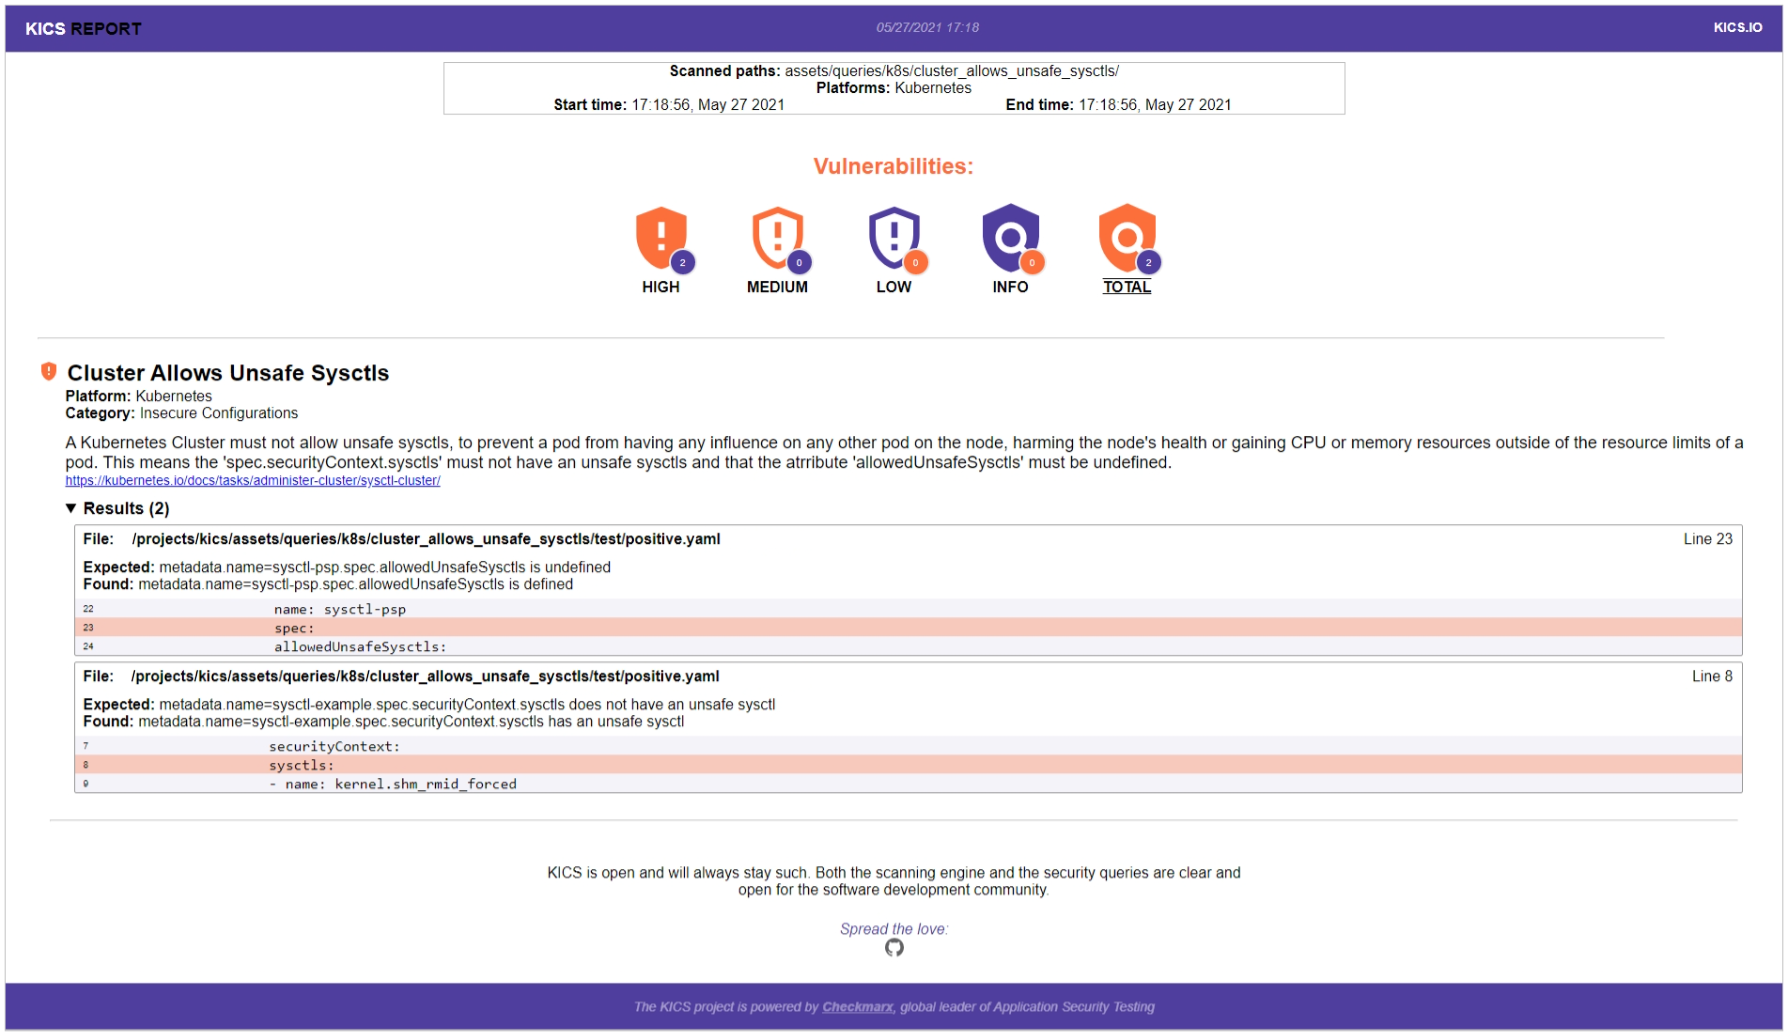 KICS REPORT
05/27/2021 17:18
KICS.IO
Scanned paths: assets/queries/k8s/cluster_allows_unsafe_sysctls/
Platforms: Kubernetes
Start time: 17:18:56, May 27 2021
End time: 17:18:56, May 27 2021
Vulnerabilities:
2
0
0
0
2
HIGH
MEDIUM
LOW
INFO
TOTAL
Cluster Allows Unsafe Sysctls
Platform: Kubernetes
Category: Insecure Configurations
A Kubernetes Cluster must not allow unsafe sysctls, to prevent a pod from having any influence on any other pod on the node, harming the node's health or gaining CPU or memory resources outside of the resource limits of a
pod. This means the 'spec.securityContext.sysctls' must not have an unsafe sysctls and that the atrribute 'allowedUnsafeSysctls' must be undefined.
https://kubernetes.io/docs/tasks/administer-cluster/sysctl-cluster/
▼ Results (2)
File: /projects/kics/assets/queries/k8s/cluster_allows_unsafe_sysctls/test/positive.yaml
Line 23
Expected: metadata.name=sysctl-psp.spec.allowedUnsafeSysctls is undefined
Found: metadata.name=sysctl-psp.spec.allowedUnsafeSysctls is defined
22 name: sysctl-psp
23 spec:
24 allowedUnsafeSysctls:
File: /projects/kics/assets/queries/k8s/cluster_allows_unsafe_sysctls/test/positive.yaml
Line 8
Expected: metadata.name=sysctl-example.spec.securityContext.sysctls does not have an unsafe sysctl
Found: metadata.name=sysctl-example.spec.securityContext.sysctls has an unsafe sysctl
7 securityContext:
8 sysctls:
9 - name: kernel.shm_rmid_forced
KICS is open and will always stay such. Both the scanning engine and the security queries are clear and
open for the software development community.
Spread the love:
The KICS project is powered by Checkmarx, global leader of Application Security Testing